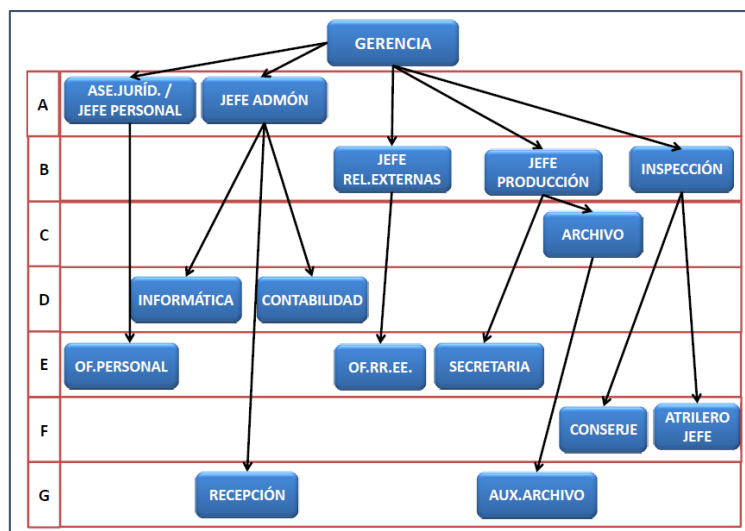 GERENCIA
A
ASE.JURÍD. /
JEFE PERSONAL
JEFE ADMÓN
B
JEFE
REL.EXTERNAS
JEFE
PRODUCCIÓN
INSPECCIÓN
C
ARCHIVO
D
INFORMÁTICA
CONTABILIDAD
E
OF.PERSONAL
OF.RR.EE.
SECRETARIA
F
CONSERJE
ATRILERO
JEFE
G
RECEPCIÓN
AUX.ARCHIVO